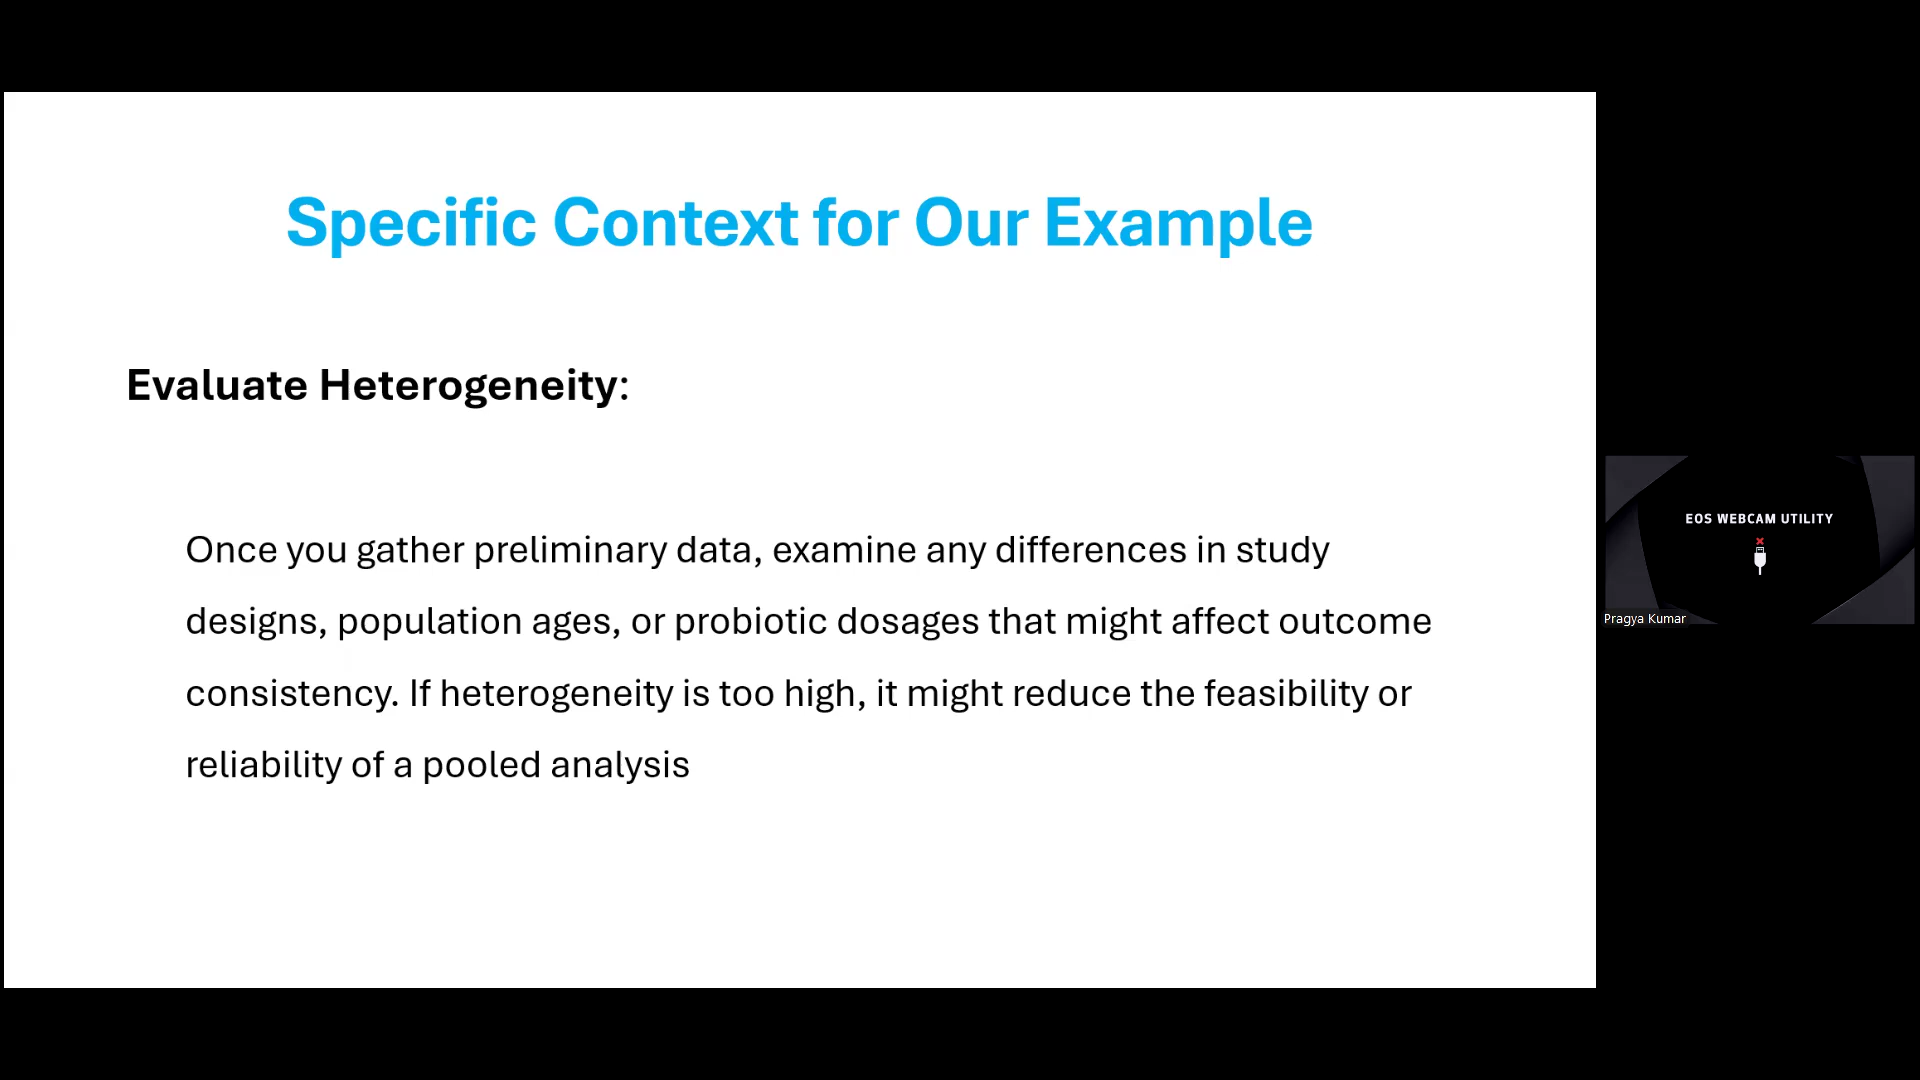 Specific Context for Our Example
Evaluate Heterogeneity:
Once you gather preliminary data, examine any differences in study
designs, population ages, or probiotic dosages that might affect outcome
consistency. If heterogeneity is too high, it might reduce the feasibility or
reliability of a pooled analysis
EOS WEBCAM UTILITY
Pragya Kumar